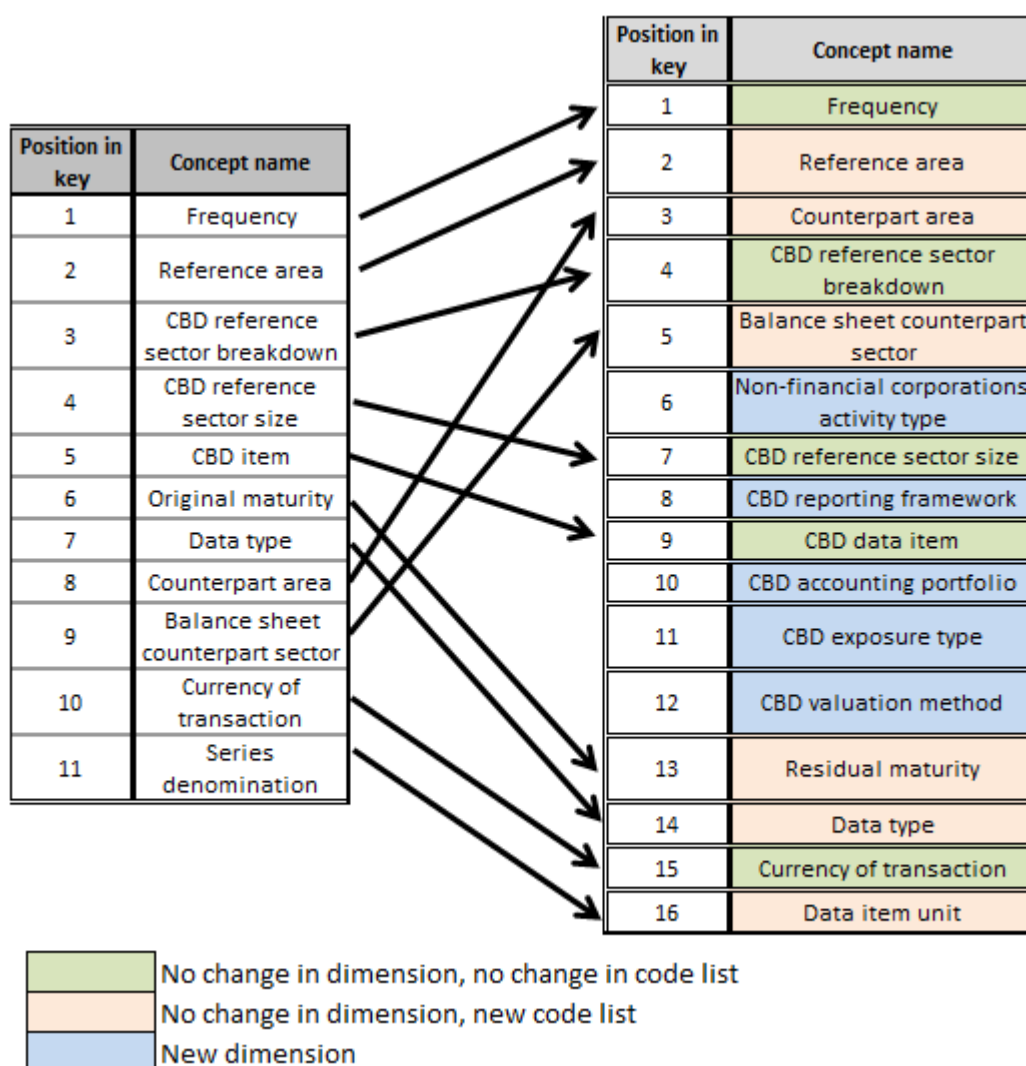 Position in
key
Concept name
1
Frequency
2
Reference area
3
CBD reference
sector breakdown
4
CBD reference
sector size
5
CBD item
6
Original maturity
7
Data type
8
Counterpart area
9
Balance sheet
counterpart sector
10
Currency of
transaction
11
Series
denomination
Position in
key
Concept name
1
Frequency
2
Reference area
3
Counterpart area
4
CBD reference sector
breakdown
5
Balance sheet counterpart
sector
6
Non-financial corporations
activity type
7
CBD reference sector size
8
CBD reporting framework
9
CBD data item
10
CBD accounting portfolio
11
CBD exposure type
12
CBD valuation method
13
Residual maturity
14
Data type
15
Currency of transaction
16
Data item unit
No change in dimension, no change in code list
No change in dimension, new code list
New dimension